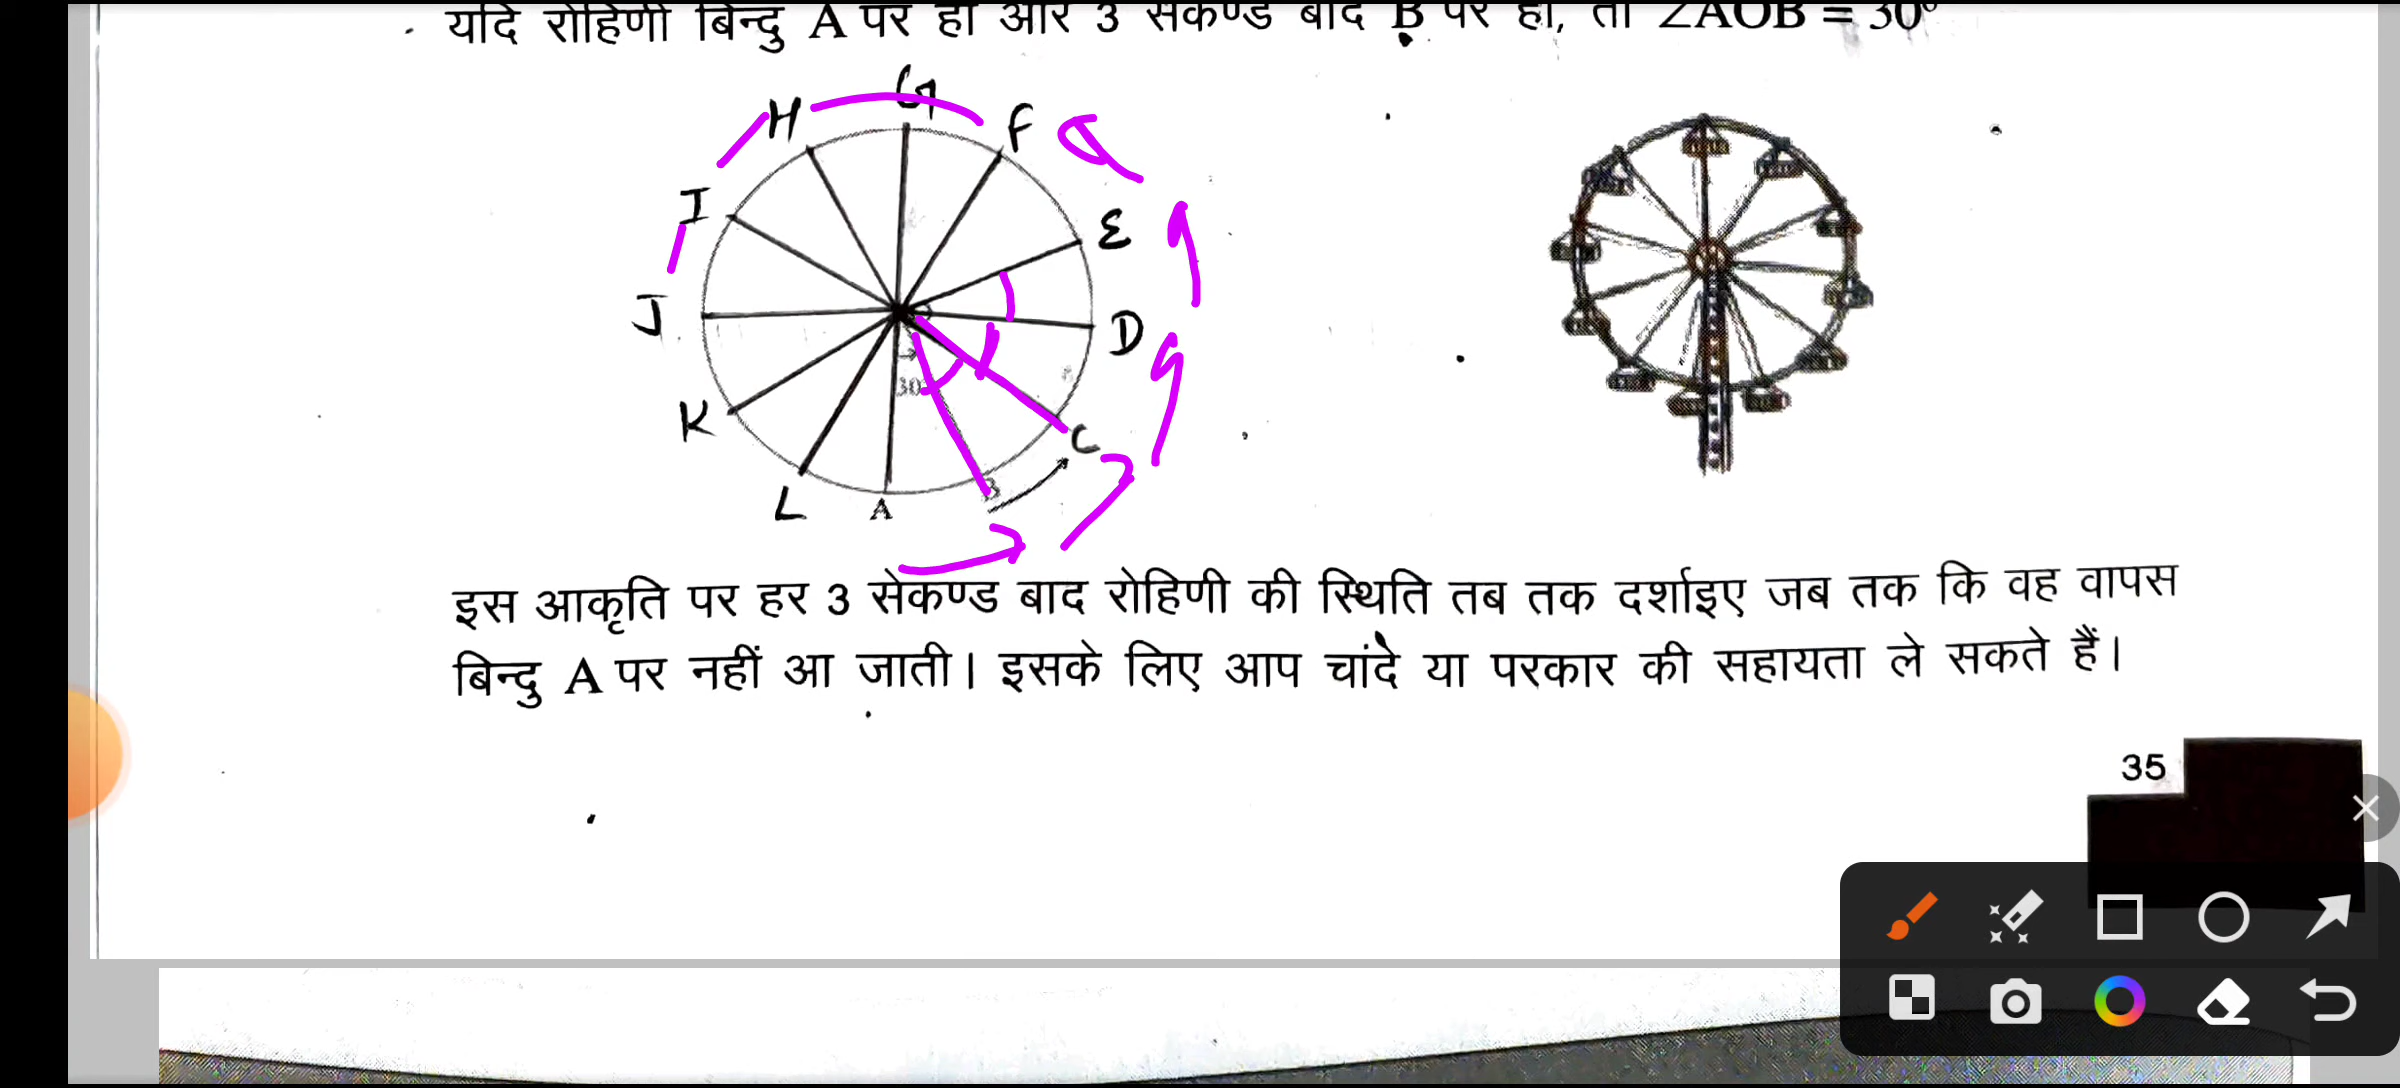 यदि रोहिणी बिन्दु A पर हो और 3 सेकण्ड बाद B पर हो, तो ∠AOB = 30°
G
H
F
I
E
J
D
30
K
C
B
L
A
इस आकृति पर हर 3 सेकण्ड बाद रोहिणी की स्थिति तब तक दर्शाइए जब तक कि वह वापस
बिन्दु A पर नहीं आ जाती। इसके लिए आप चांदे या परकार की सहायता ले सकते हैं।
35